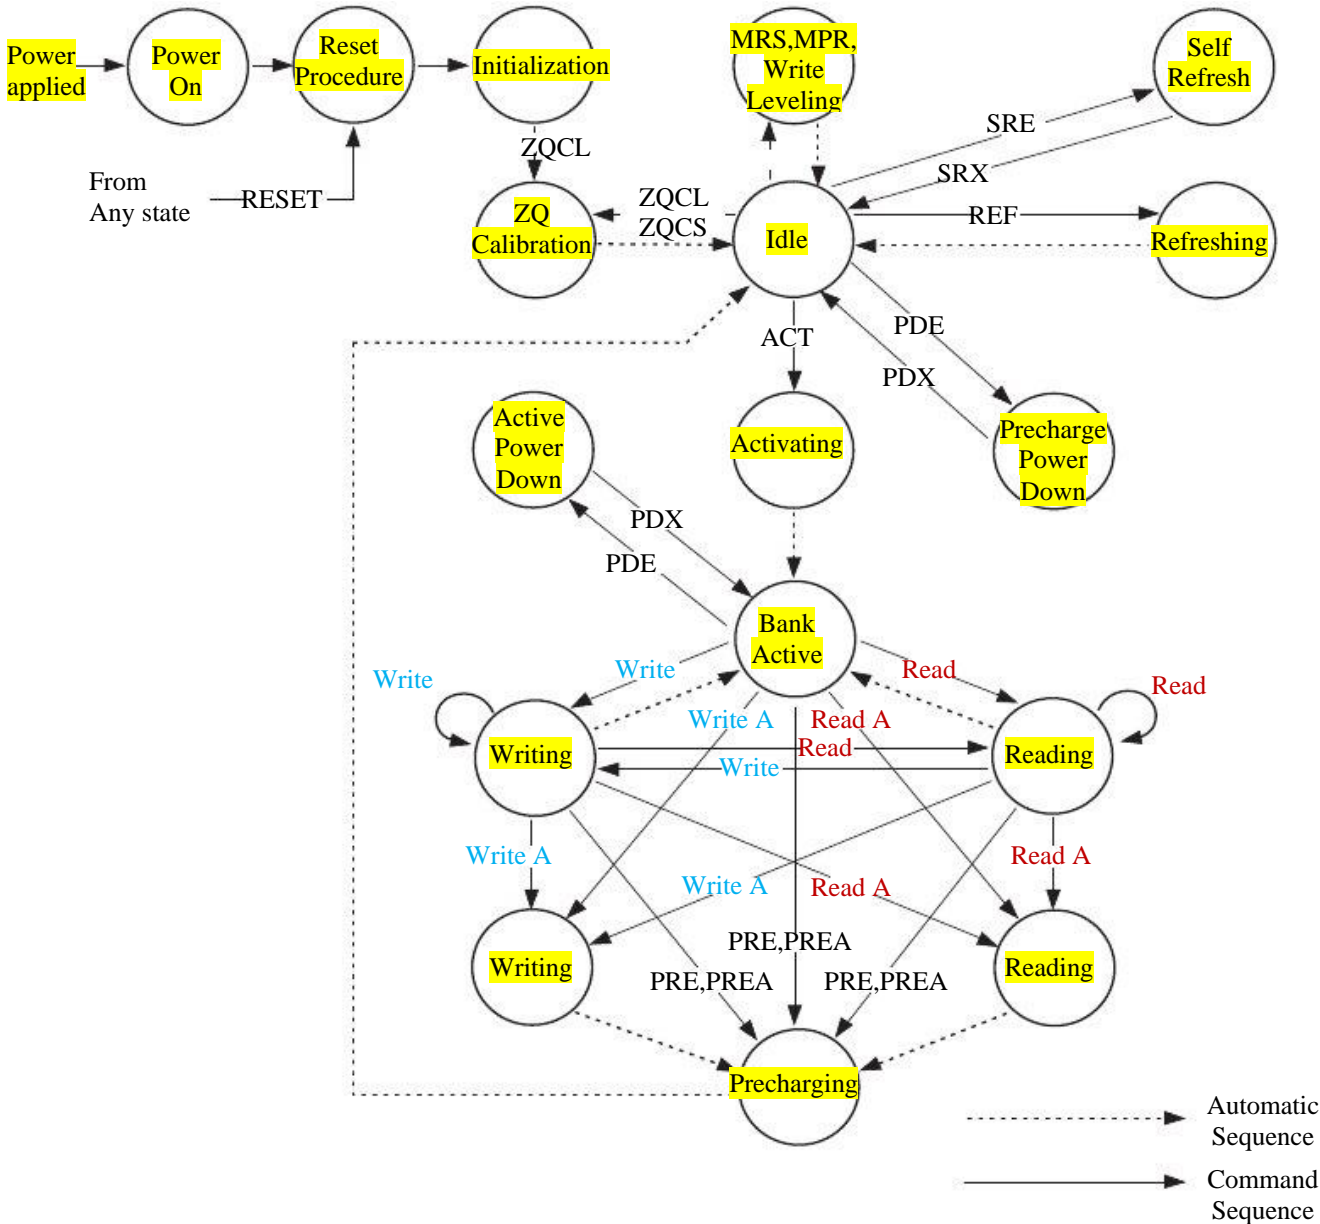 Power
applied
Power
On
Reset
Procedure
Initialization
MRS,MPR,
Write
Leveling
Self
Refresh
From
Any state
RESET
ZQCL
SRE
SRX
ZQ
Calibration
ZQCL
ZQCS
Idle
REF
Refreshing
ACT
PDE
PDX
Active
Power
Down
Activating
Precharge
Power
Down
PDX
PDE
Bank
Active
Write
Write
Read
Read
Write A
Read A
Writing
Read
Write
Reading
Write A
Read A
Write A
Read A
Writing
PRE,PREA
Reading
PRE,PREA
PRE,PREA
Precharging
Automatic
Sequence
Command
Sequence